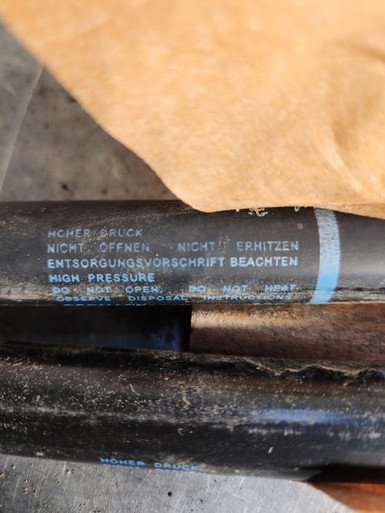 HOHER DRUCK
NICHT ÖFFNEN. NICHT ERHITZEN
ENTSORGUNGSVORSCHRIFT BEACHTEN
HIGH PRESSURE
DO NOT OPEN. DO NOT HEAT.
OBSERVE DISPOSAL INSTRUCTIONS
HOHER DRUCK